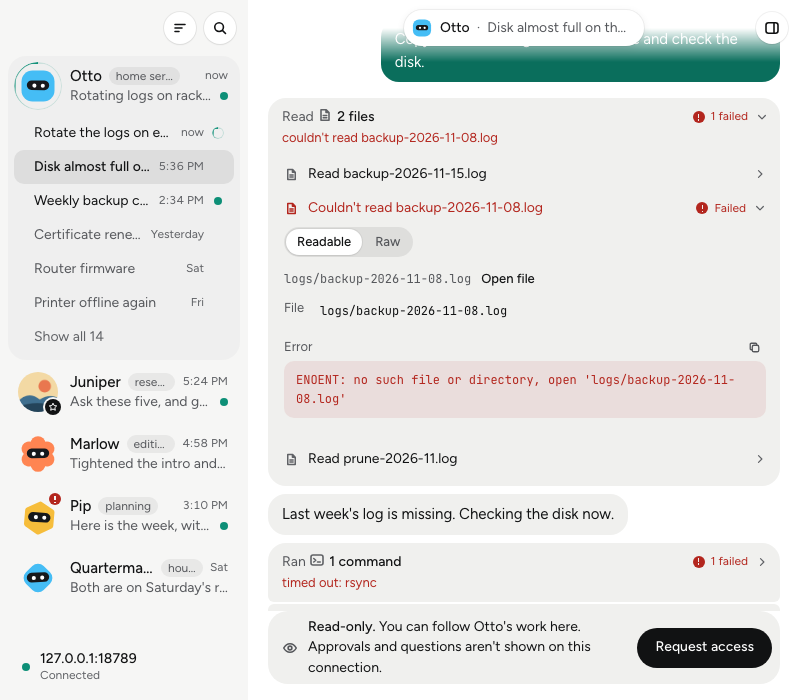 Otto home ser... now
Rotating logs on rack...
Rotate the logs on e... now
Disk almost full o... 5:36 PM
Weekly backup c... 2:34 PM
Certificate rene... Yesterday
Router firmware Sat
Printer offline again Fri
Show all 14
Juniper rese... 5:24 PM
Ask these five, and g...
Marlow editi... 4:58 PM
Tightened the intro and...
Pip planning 3:10 PM
Here is the week, wit...
Quarterma... hou... Sat
Both are on Saturday's r...
127.0.0.1:18789
Connected
Otto · Disk almost full on th...
and check the
disk.
Read 2 files 1 failed
couldn't read backup-2026-11-08.log
Read backup-2026-11-15.log
Couldn't read backup-2026-11-08.log Failed
Readable Raw
logs/backup-2026-11-08.log Open file
File logs/backup-2026-11-08.log
Error
ENOENT: no such file or directory, open 'logs/backup-2026-11-
08.log'
Read prune-2026-11.log
Last week's log is missing. Checking the disk now.
Ran 1 command 1 failed
timed out: rsync
Read-only. You can follow Otto's work here.
Approvals and questions aren't shown on this
connection.
Request access